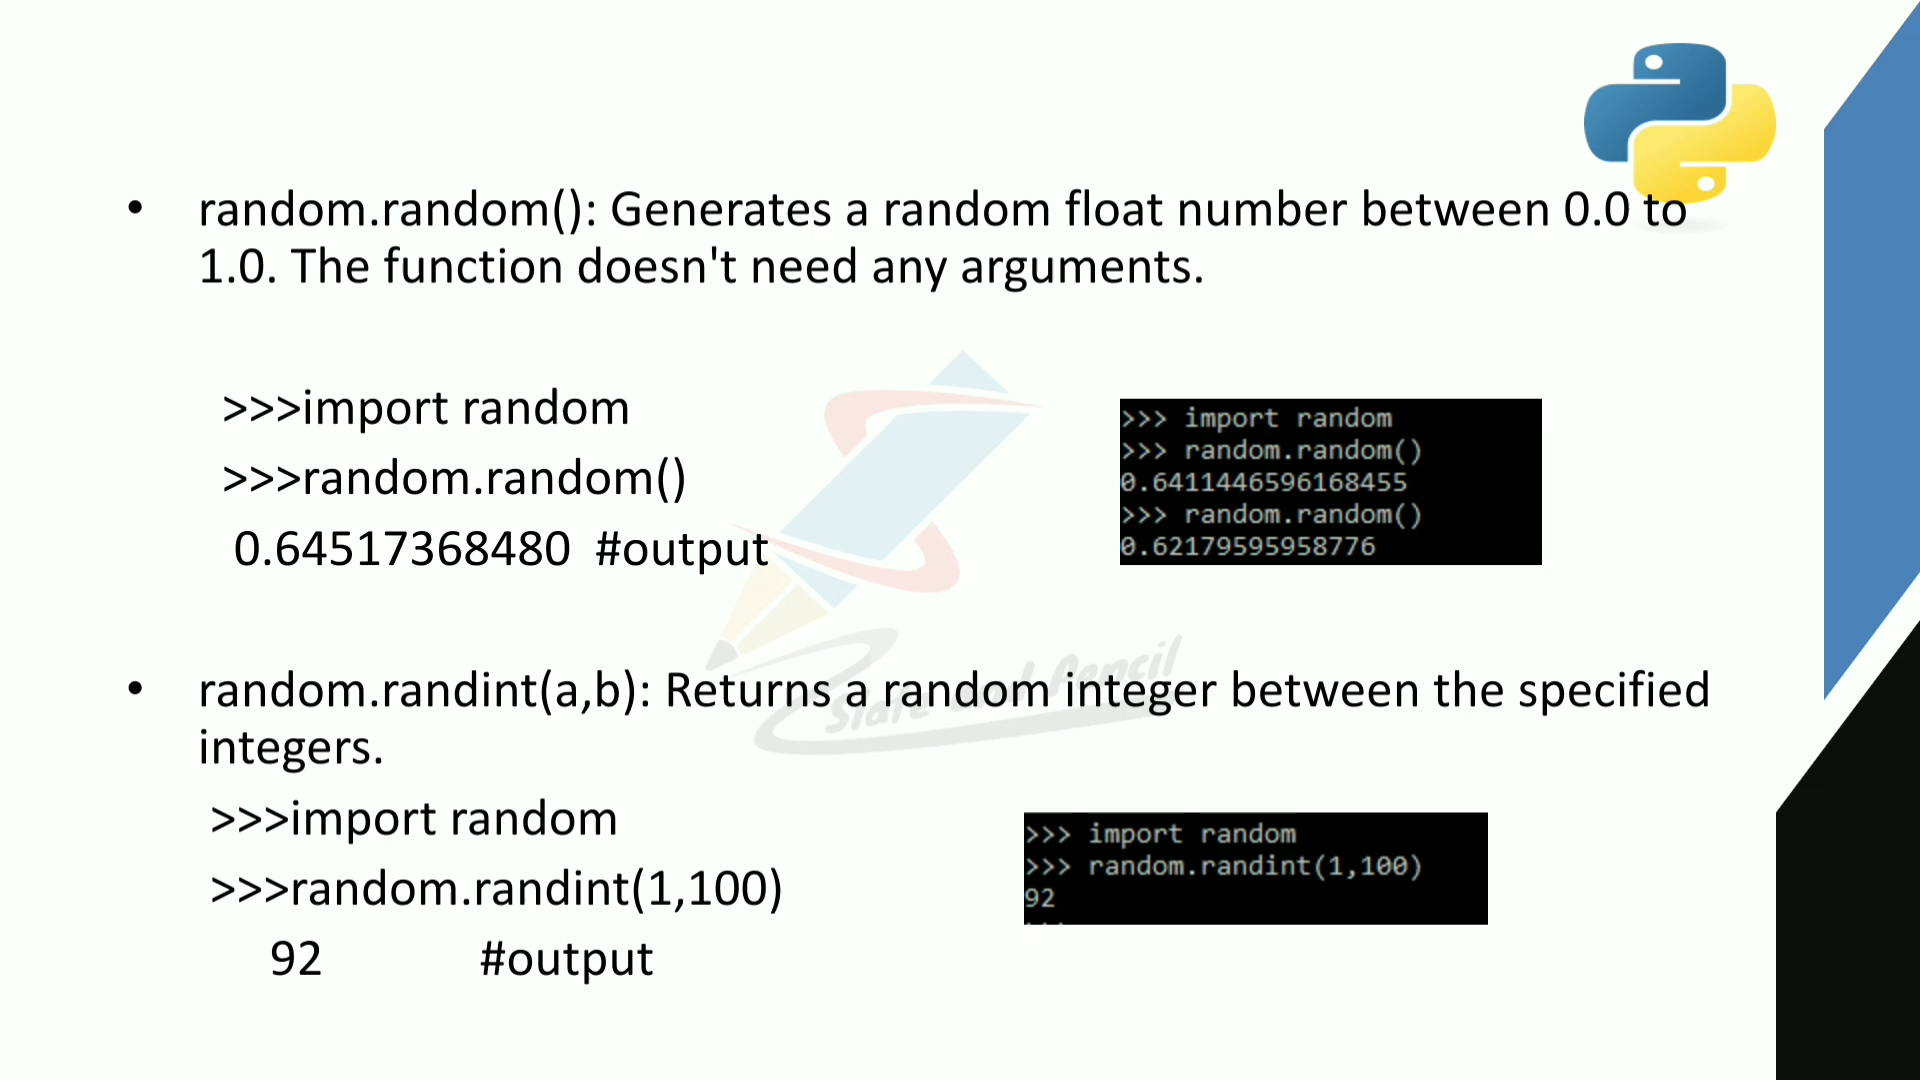 • random.random(): Generates a random float number between 0.0 to
1.0. The function doesn't need any arguments.
>>>import random
>>>random.random()
0.64517368480 #output
>>> import random
>>> random.random()
0.6411446596168455
>>> random.random()
0.62179595958776
• random.randint(a,b): Returns a random integer between the specified
integers.
>>>import random
>>>random.randint(1,100)
92 #output
>>> import random
>>> random.randint(1,100)
92
Slate and Pencil